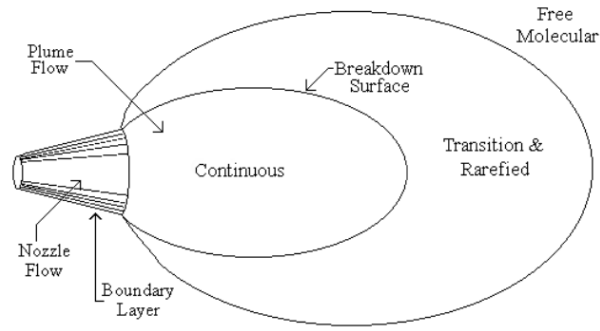 Free
Molecular
Plume
Flow
Breakdown
Surface
Transition &
Rarefied
Continuous
Nozzle
Flow
Boundary
Layer